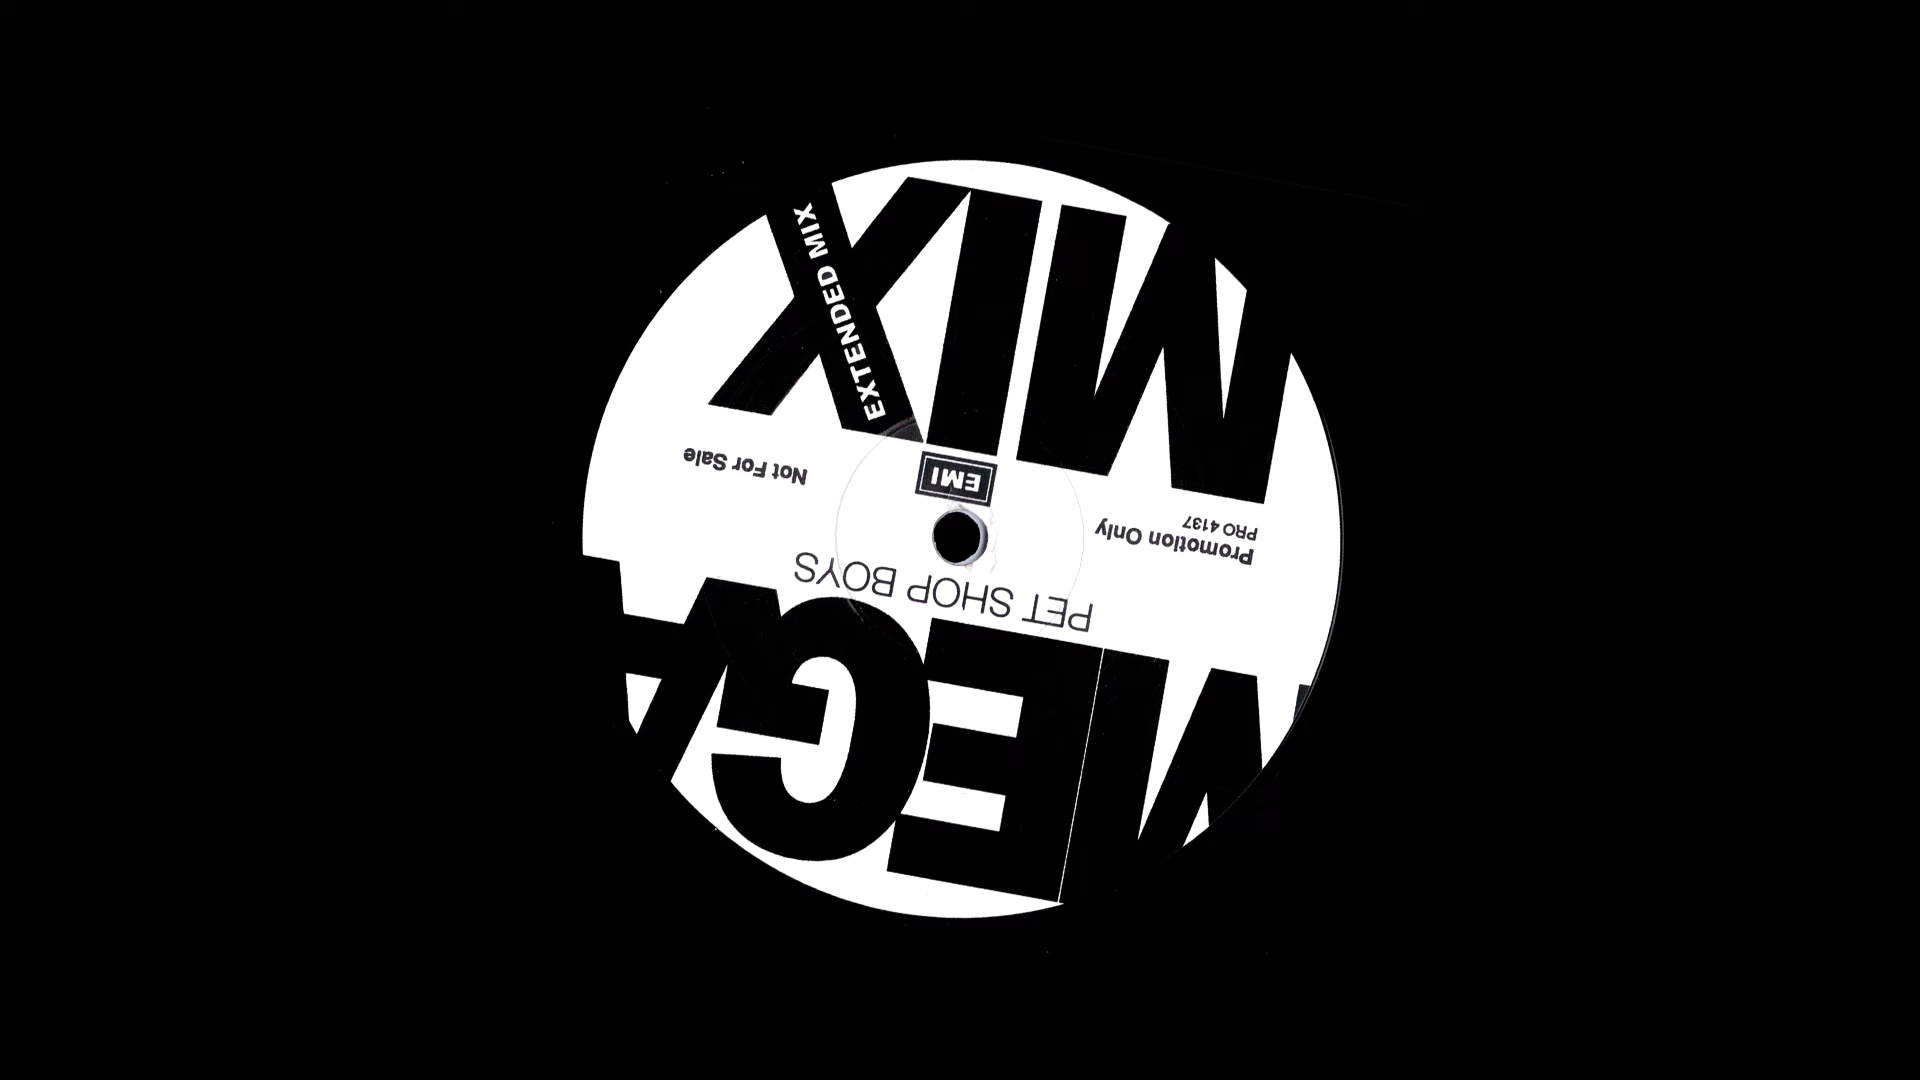 MEGA
PET SHOP BOYS
Promotion Only
PRO 4137
EMI
Not For Sale
MIX
EXTENDED MIX